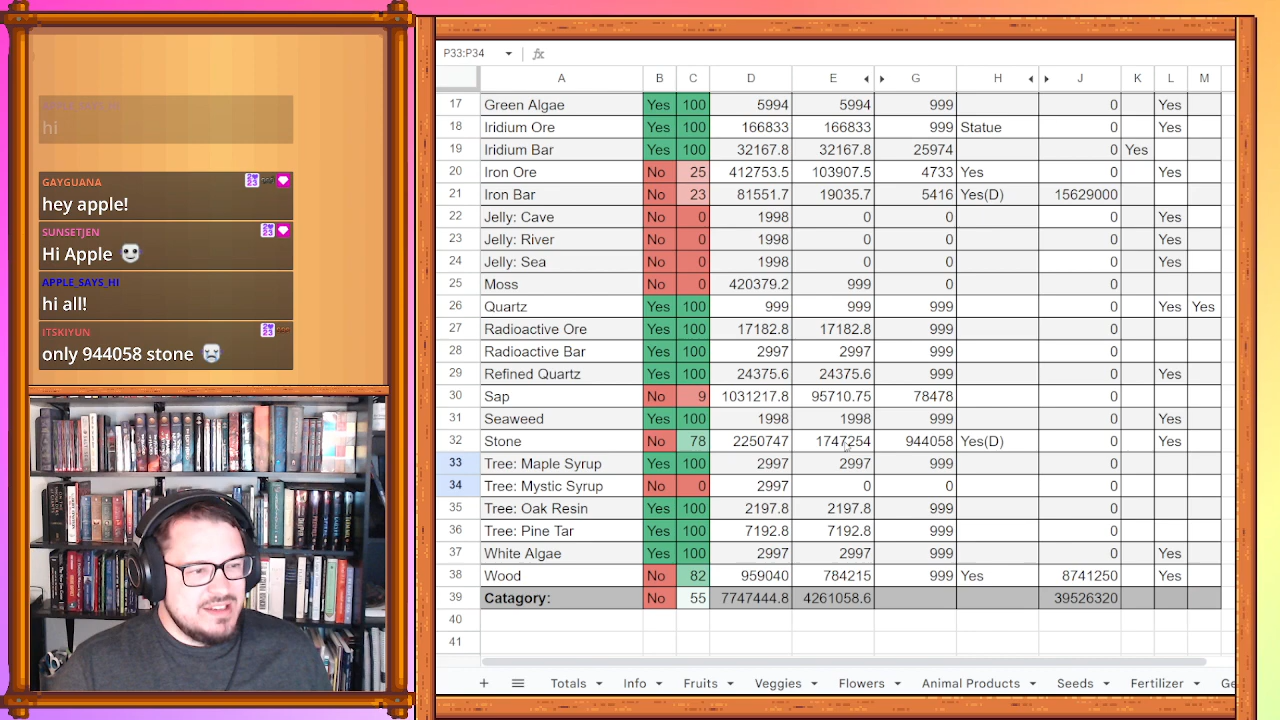 APPLE_SAYS_HI
hi
GAYGUANA
hey apple!
SUNSETJEN
Hi Apple
APPLE_SAYS_HI
hi all!
ITSKIYUN
only 944058 stone
P33:P34 fx
A B C D E G H J K L M
17 Green Algae Yes 100 5994 5994 999 0 Yes
18 Iridium Ore Yes 100 166833 166833 999 Statue 0 Yes
19 Iridium Bar Yes 100 32167.8 32167.8 25974 0 Yes
20 Iron Ore No 25 412753.5 103907.5 4733 Yes 0 Yes
21 Iron Bar No 23 81551.7 19035.7 5416 Yes(D) 15629000
22 Jelly: Cave No 0 1998 0 0 0 Yes
23 Jelly: River No 0 1998 0 0 0 Yes
24 Jelly: Sea No 0 1998 0 0 0 Yes
25 Moss No 0 420379.2 999 0 0
26 Quartz Yes 100 999 999 999 0 Yes Yes
27 Radioactive Ore Yes 100 17182.8 17182.8 999 0
28 Radioactive Bar Yes 100 2997 2997 999 0
29 Refined Quartz Yes 100 24375.6 24375.6 999 0 Yes
30 Sap No 9 1031217.8 95710.75 78478 0
31 Seaweed Yes 100 1998 1998 999 0 Yes
32 Stone No 78 2250747 1747254 944058 Yes(D) 0 Yes
33 Tree: Maple Syrup Yes 100 2997 2997 999 0
34 Tree: Mystic Syrup No 0 2997 0 0 0
35 Tree: Oak Resin Yes 100 2197.8 2197.8 999 0
36 Tree: Pine Tar Yes 100 7192.8 7192.8 999 0
37 White Algae Yes 100 2997 2997 999 0 Yes
38 Wood No 82 959040 784215 999 Yes 8741250 Yes
39 Catagory: No 55 7747444.8 4261058.6 39526320
40
41
+ Totals Info Fruits Veggies Flowers Animal Products Seeds Fertilizer Ge